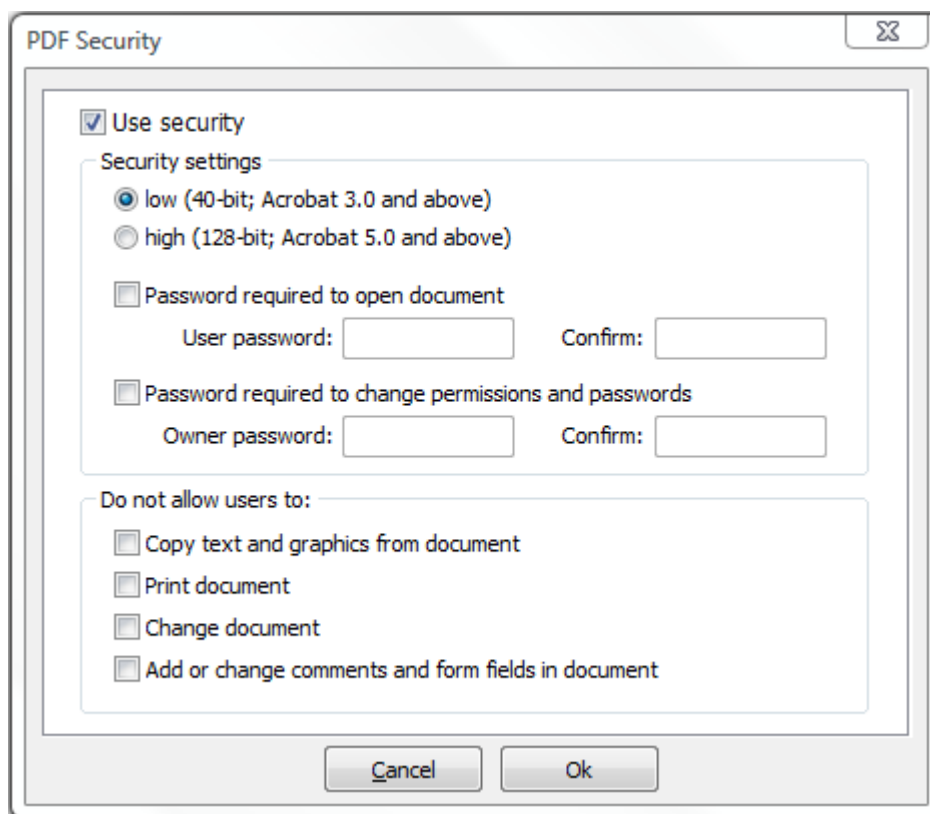 PDF Security
Use security
Security settings
low (40-bit; Acrobat 3.0 and above)
high (128-bit; Acrobat 5.0 and above)
Password required to open document
User password: Confirm:
Password required to change permissions and passwords
Owner password: Confirm:
Do not allow users to:
Copy text and graphics from document
Print document
Change document
Add or change comments and form fields in document
Cancel Ok